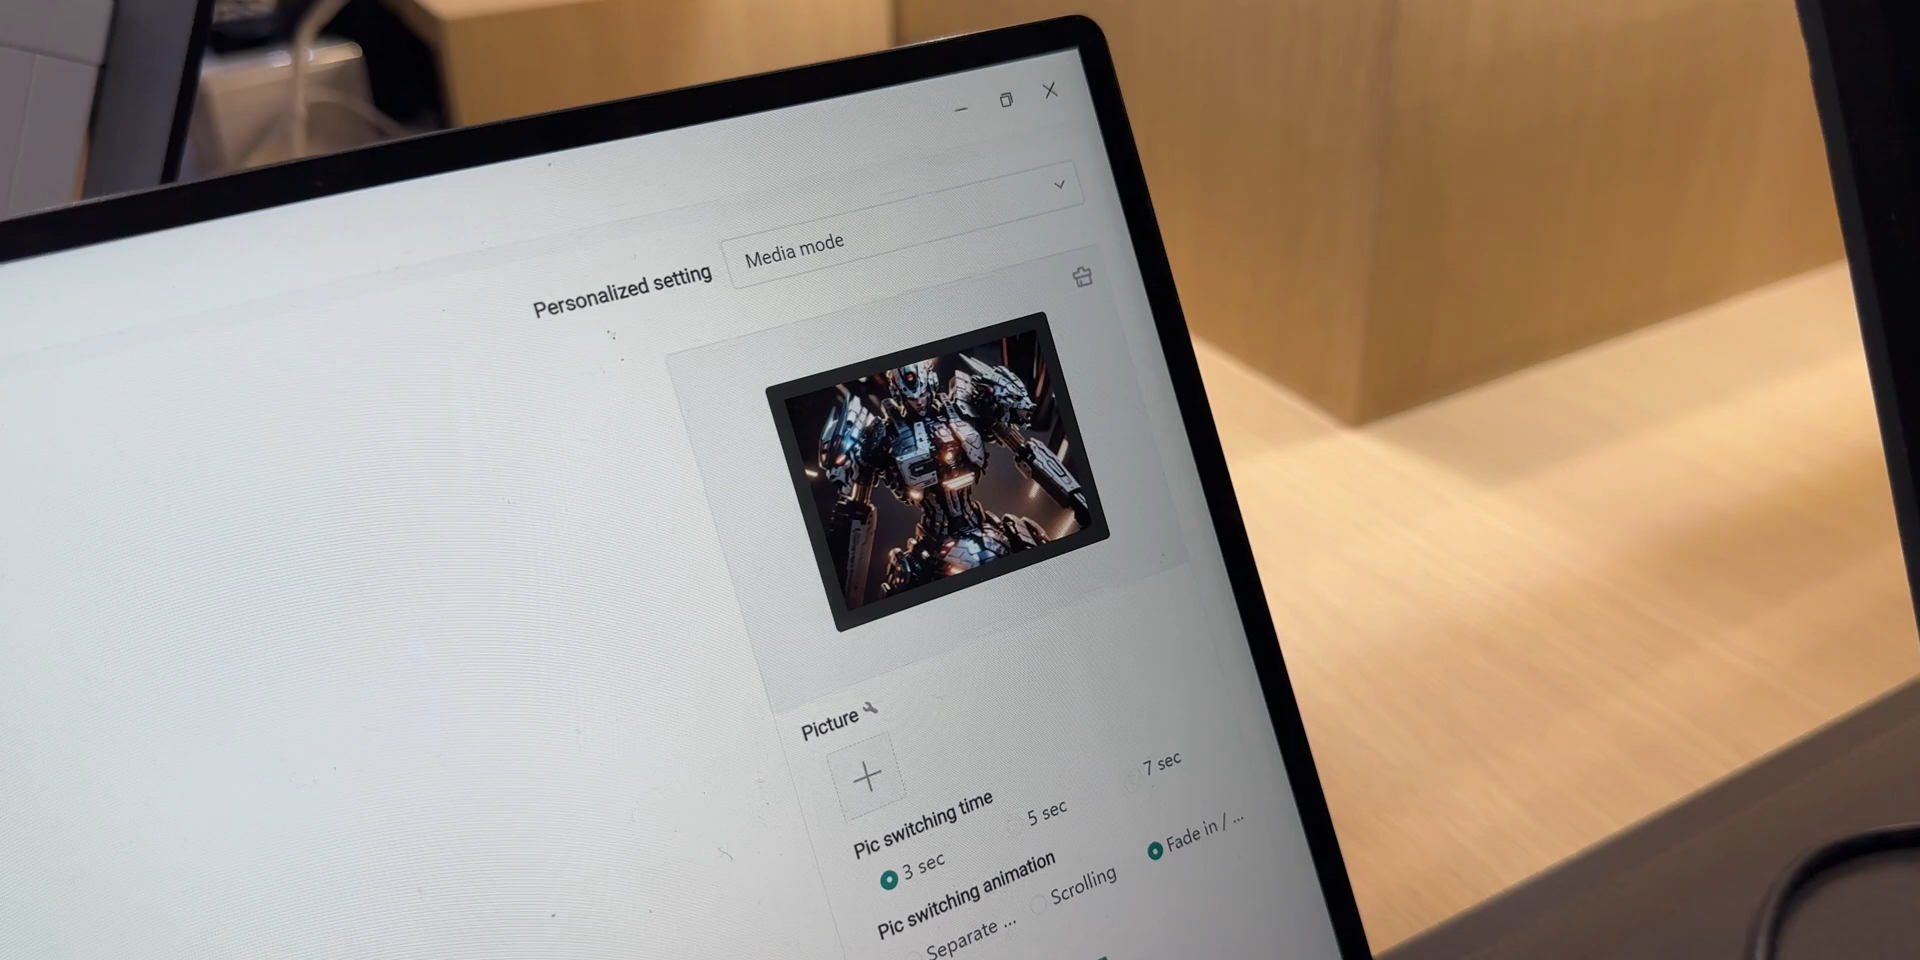 Personalized setting
Media mode
Picture
Pic switching time
3 sec
5 sec
7 sec
Pic switching animation
Separate ...
Scrolling
Fade in / ...